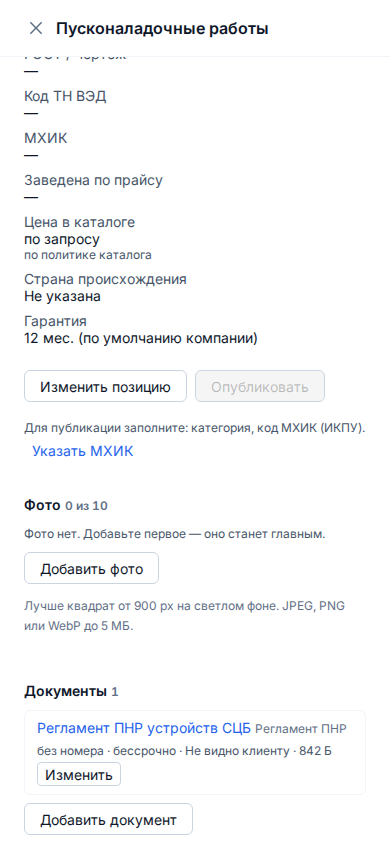 Пусконаладочные работы
ГОСТ / чертёж
—
Код ТН ВЭД
—
МХИК
—
Заведена по прайсу
—
Цена в каталоге
по запросу
по политике каталога
Страна происхождения
Не указана
Гарантия
12 мес. (по умолчанию компании)
Изменить позицию Опубликовать
Для публикации заполните: категория, код МХИК (ИКПУ).
Указать МХИК
Фото 0 из 10
Фото нет. Добавьте первое — оно станет главным.
Добавить фото
Лучше квадрат от 900 px на светлом фоне. JPEG, PNG
или WebP до 5 МБ.
Документы 1
Регламент ПНР устройств СЦБ Регламент ПНР
без номера · бессрочно · Не видно клиенту · 842 Б
Изменить
Добавить документ